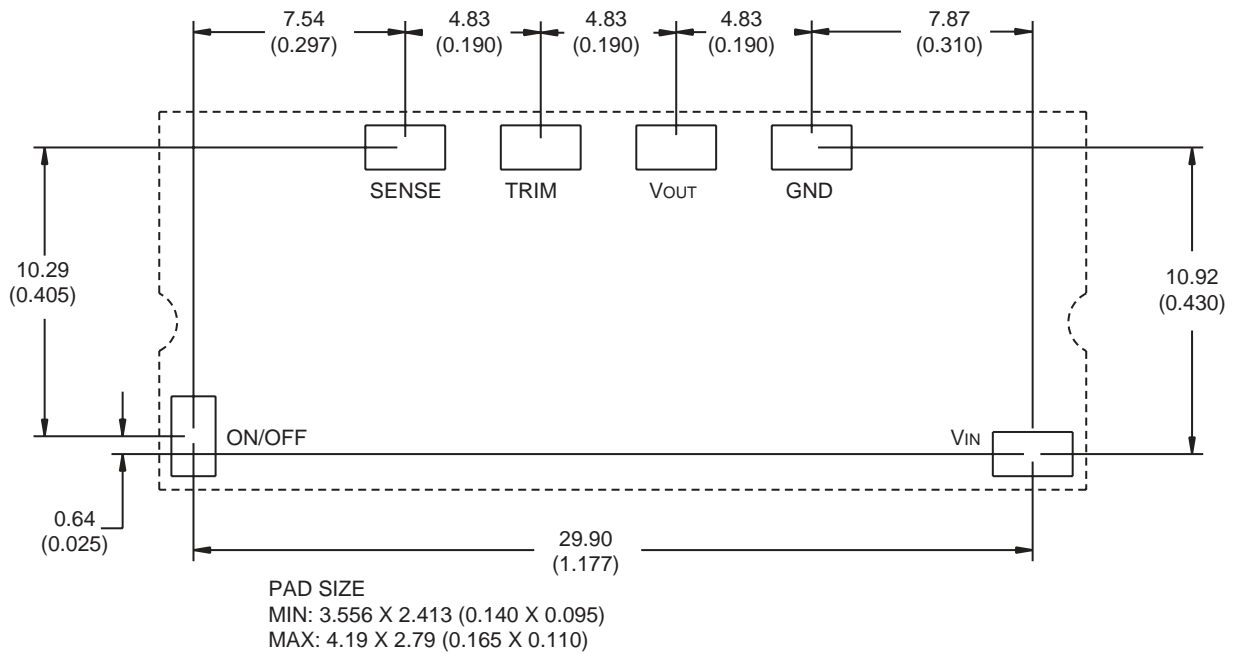 7.54
(0.297)
4.83
(0.190)
4.83
(0.190)
4.83
(0.190)
7.87
(0.310)
SENSE
TRIM
VOUT
GND
10.29
(0.405)
10.92
(0.430)
ON/OFF
VIN
0.64
(0.025)
29.90
(1.177)
PAD SIZE
MIN: 3.556 X 2.413 (0.140 X 0.095)
MAX: 4.19 X 2.79 (0.165 X 0.110)